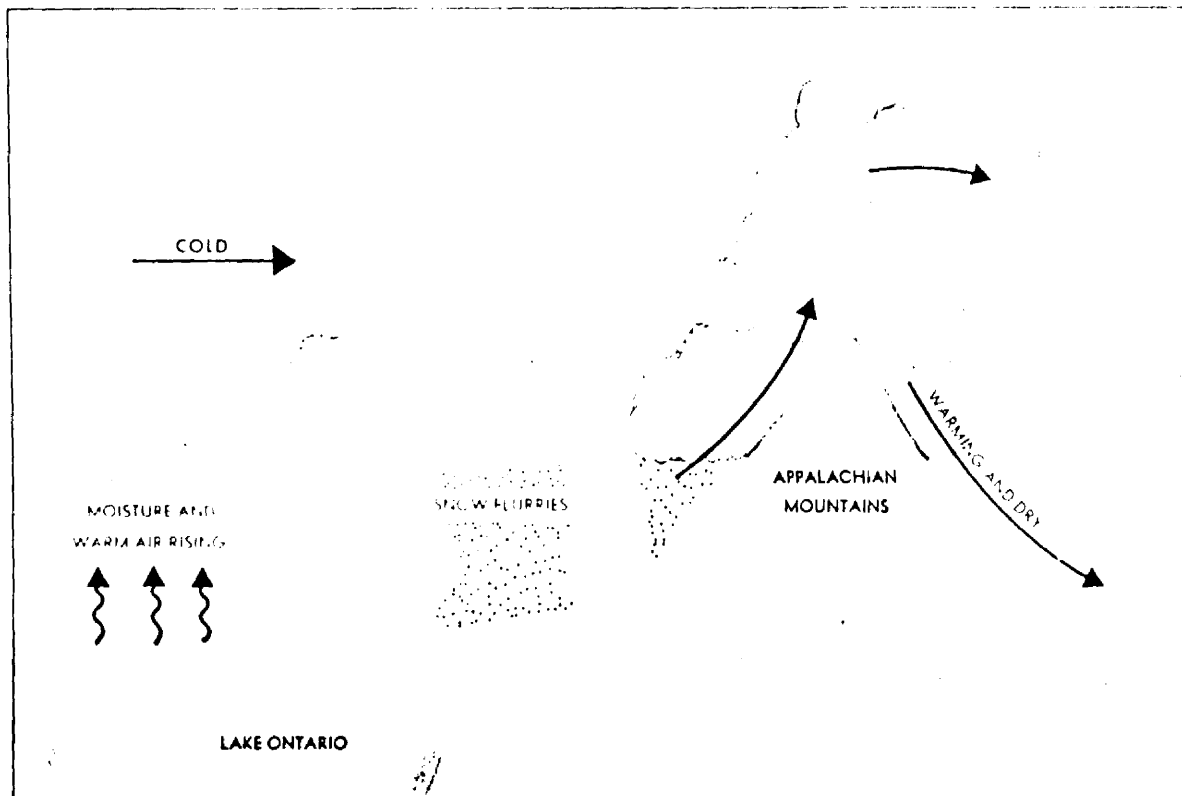 COLD
WARMING AND DRY
APPALACHIAN
MOUNTAINS
SNOW FLURRIES
MOISTURE AND
WARM AIR RISING
LAKE ONTARIO